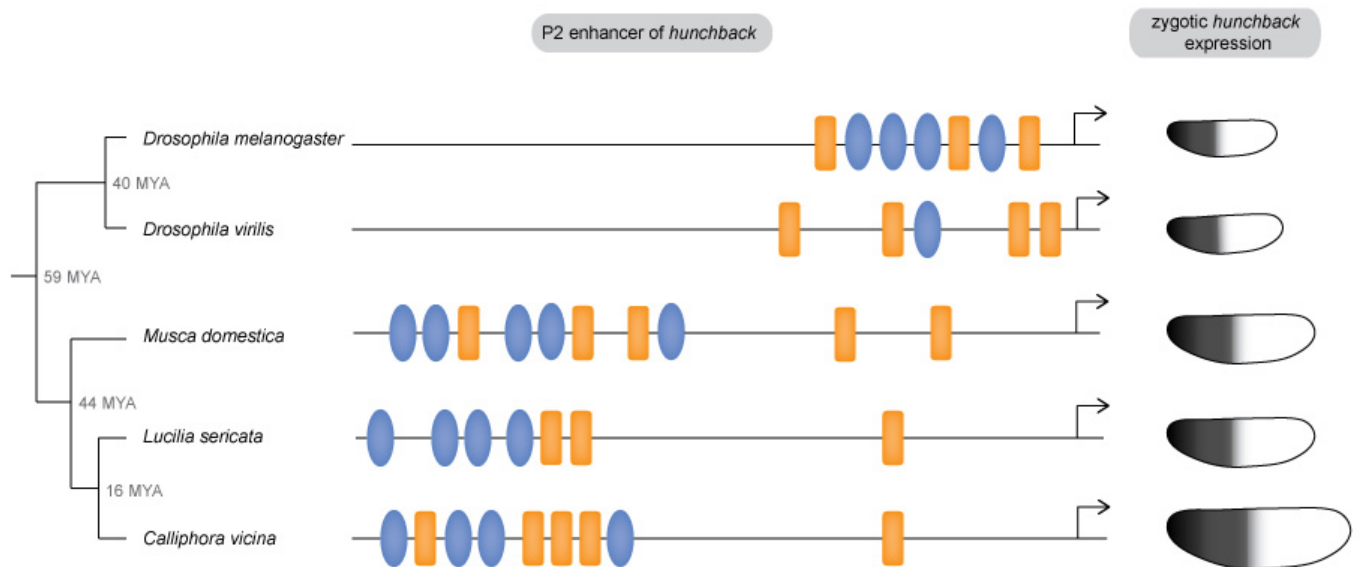 P2 enhancer of hunchback
zygotic hunchback
expression
Drosophila melanogaster
40 MYA
Drosophila virilis
59 MYA
Musca domestica
44 MYA
Lucilia sericata
16 MYA
Calliphora vicina